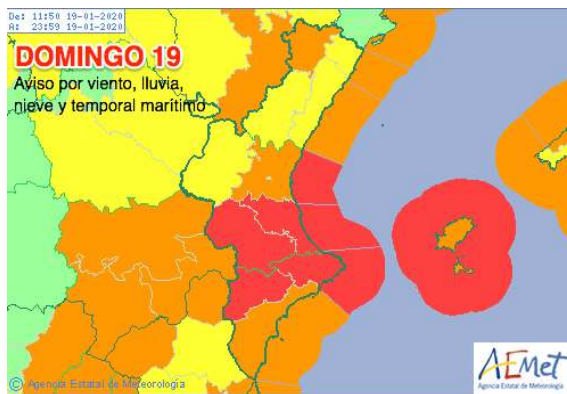 De: 11:50 19-01-2020
A: 23:59 19-01-2020
DOMINGO 19
Aviso por viento, lluvia,
nieve y temporal marítimo
© Agencia Estatal de Meteorología
AEmet
Agencia Estatal de Meteorología